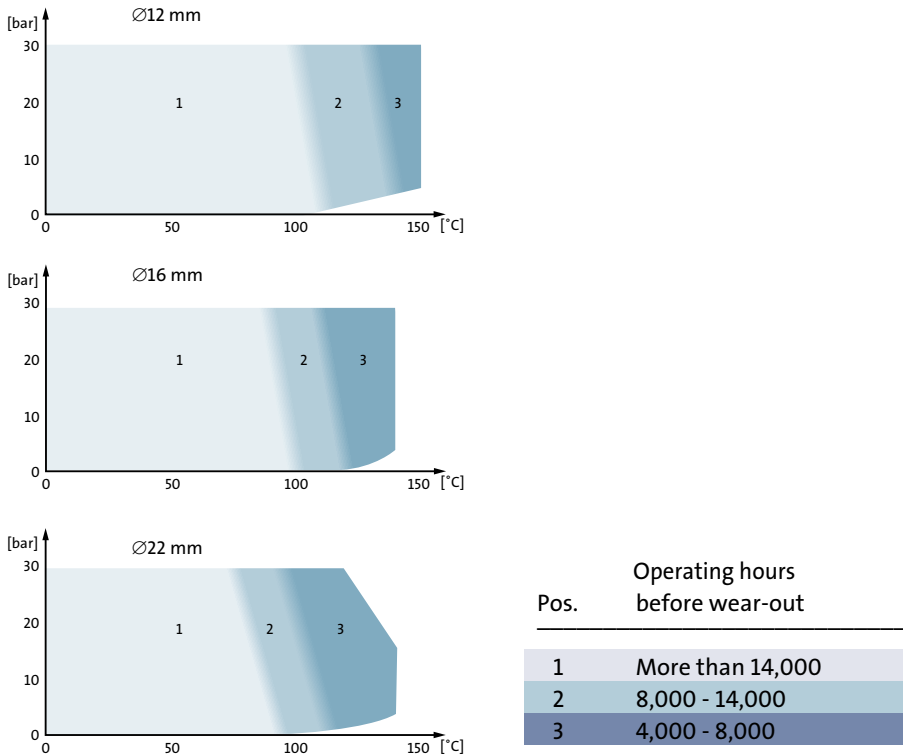 [bar]
∅12 mm
30
20
10
0
1 2 3
0 50 100 150 [°C]
[bar]
∅16 mm
30
20
10
0
1 2 3
0 50 100 150 [°C]
[bar]
∅22 mm
30
20
10
0
1 2 3
0 50 100 150 [°C]
Operating hours
Pos. before wear-out
1 More than 14,000
2 8,000 - 14,000
3 4,000 - 8,000